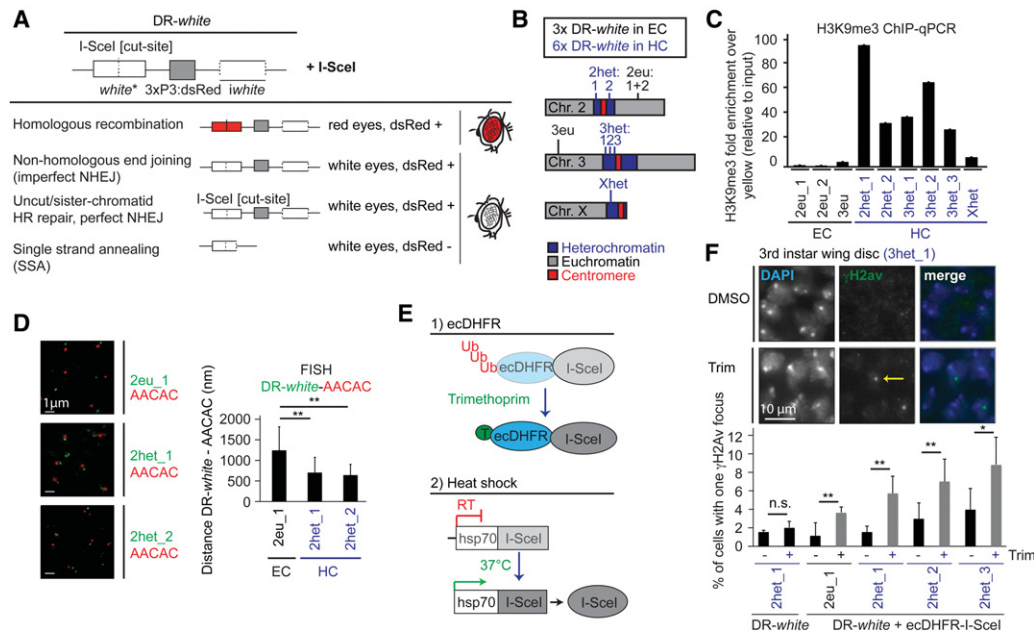 A
DR-white
I-SceI [cut-site]
white*
3xP3:dsRed
iwhite
+ I-SceI
Homologous recombination
red eyes, dsRed +
Non-homologous end joining
(imperfect NHEJ)
white eyes, dsRed +
Uncut/sister-chromatid
HR repair, perfect NHEJ
I-SceI [cut-site]
white eyes, dsRed +
Single strand annealing
(SSA)
white eyes, dsRed -
B
3x DR-white in EC
6x DR-white in HC
2het:
1 2
2eu:
1+2
Chr. 2
3eu
3het:
123
Chr. 3
Xhet
Chr. X
Heterochromatin
Euchromatin
Centromere
C
H3K9me3 ChIP-qPCR
H3K9me3 fold enrichment over
yellow (relative to input)
100
80
60
40
20
0
2eu_1
2eu_2
3eu
2het_1
2het_2
3het_1
3het_2
3het_3
Xhet
EC
HC
D
1µm
2eu_1
AACAC
2het_1
AACAC
2het_2
AACAC
FISH
DR-white-AACAC
Distance DR-white - AACAC (nm)
2000
1500
1000
500
0
**
**
2eu_1
2het_1
2het_2
EC
HC
E
1) ecDHFR
Ub
Ub
Ub
ecDHFR
I-SceI
Trimethoprim
T
ecDHFR
I-SceI
2) Heat shock
RT
hsp70
I-SceI
37°C
hsp70
I-SceI
I-SceI
F
3rd instar wing disc (3het_1)
DAPI
γH2av
merge
DMSO
Trim
10 µm
% of cells with one γH2Av focus
12
10
8
6
4
2
0
n.s.
**
**
**
*
- + - + - + - + - + Trim
2het_1
2eu_1
2het_1
2het_2
2het_3
DR-white
DR-white + ecDHFR-I-SceI